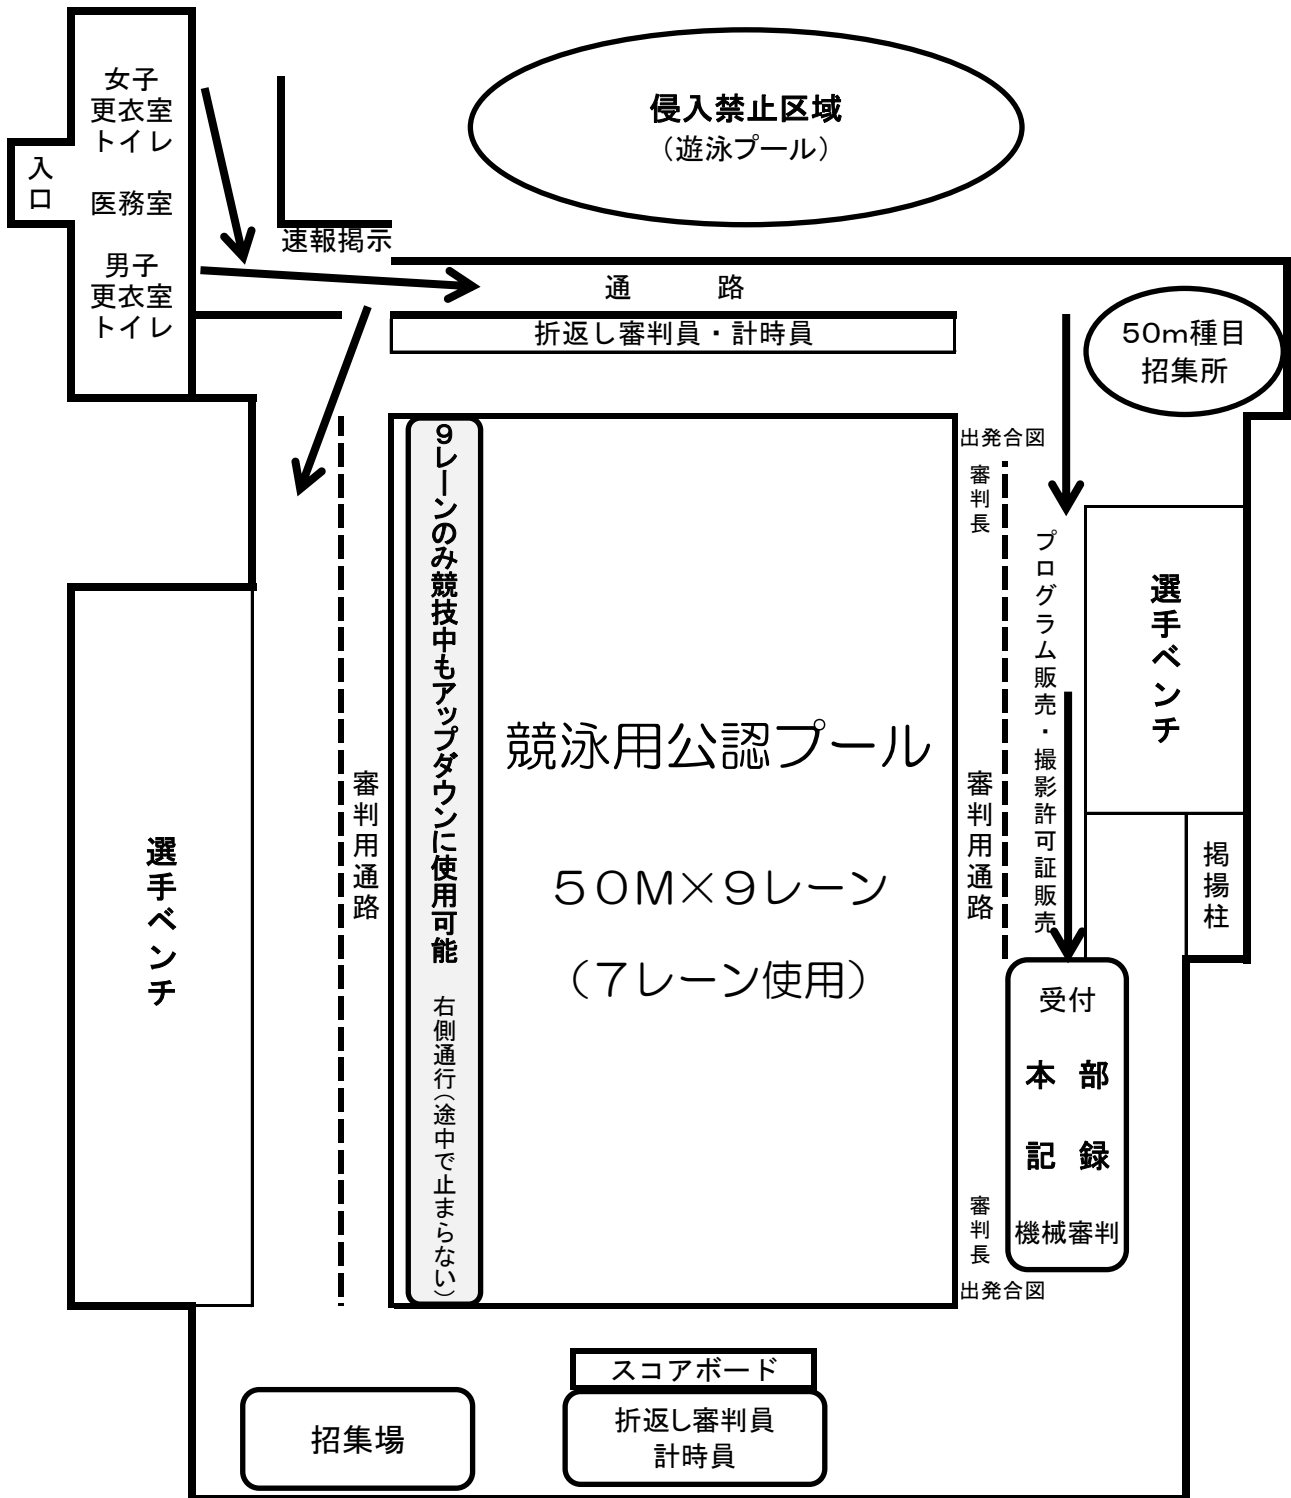 女子
更衣室
トイレ
入口
医務室
男子
更衣室
トイレ
侵入禁止区域
（遊泳プール）
速報掲示
通　　路
折返し審判員・計時員
50m種目
招集所
出発合図
審判長
9レーンのみ競技中もアップダウンに使用可能　右側通行（途中で止まらない）
プログラム販売・撮影許可証販売
選手ベンチ
競泳用公認プール
50M×9レーン
（7レーン使用）
審判用通路
審判用通路
選手ベンチ
掲揚柱
受付
本　部
記　録
機械審判
審判長
出発合図
スコアボード
折返し審判員
計時員
招集場